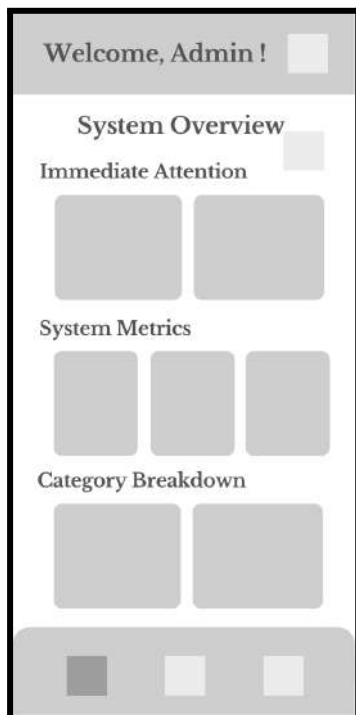 Welcome, Admin !
System Overview
Immediate Attention
System Metrics
Category Breakdown